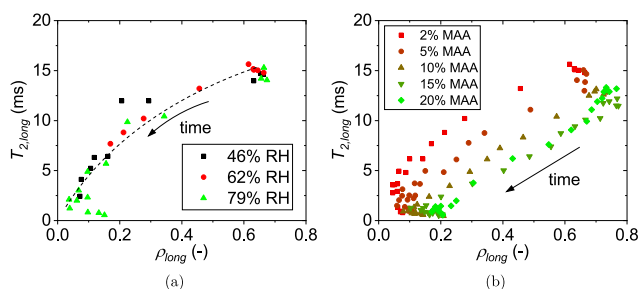 20
15
10
5
0
T2,long (ms)
0.0
0.2
0.4
0.6
0.8
ρlong (-)
time
46% RH
62% RH
79% RH
(a)
20
15
10
5
0
T2,long (ms)
0.0
0.2
0.4
0.6
0.8
ρlong (-)
2% MAA
5% MAA
10% MAA
15% MAA
20% MAA
time
(b)